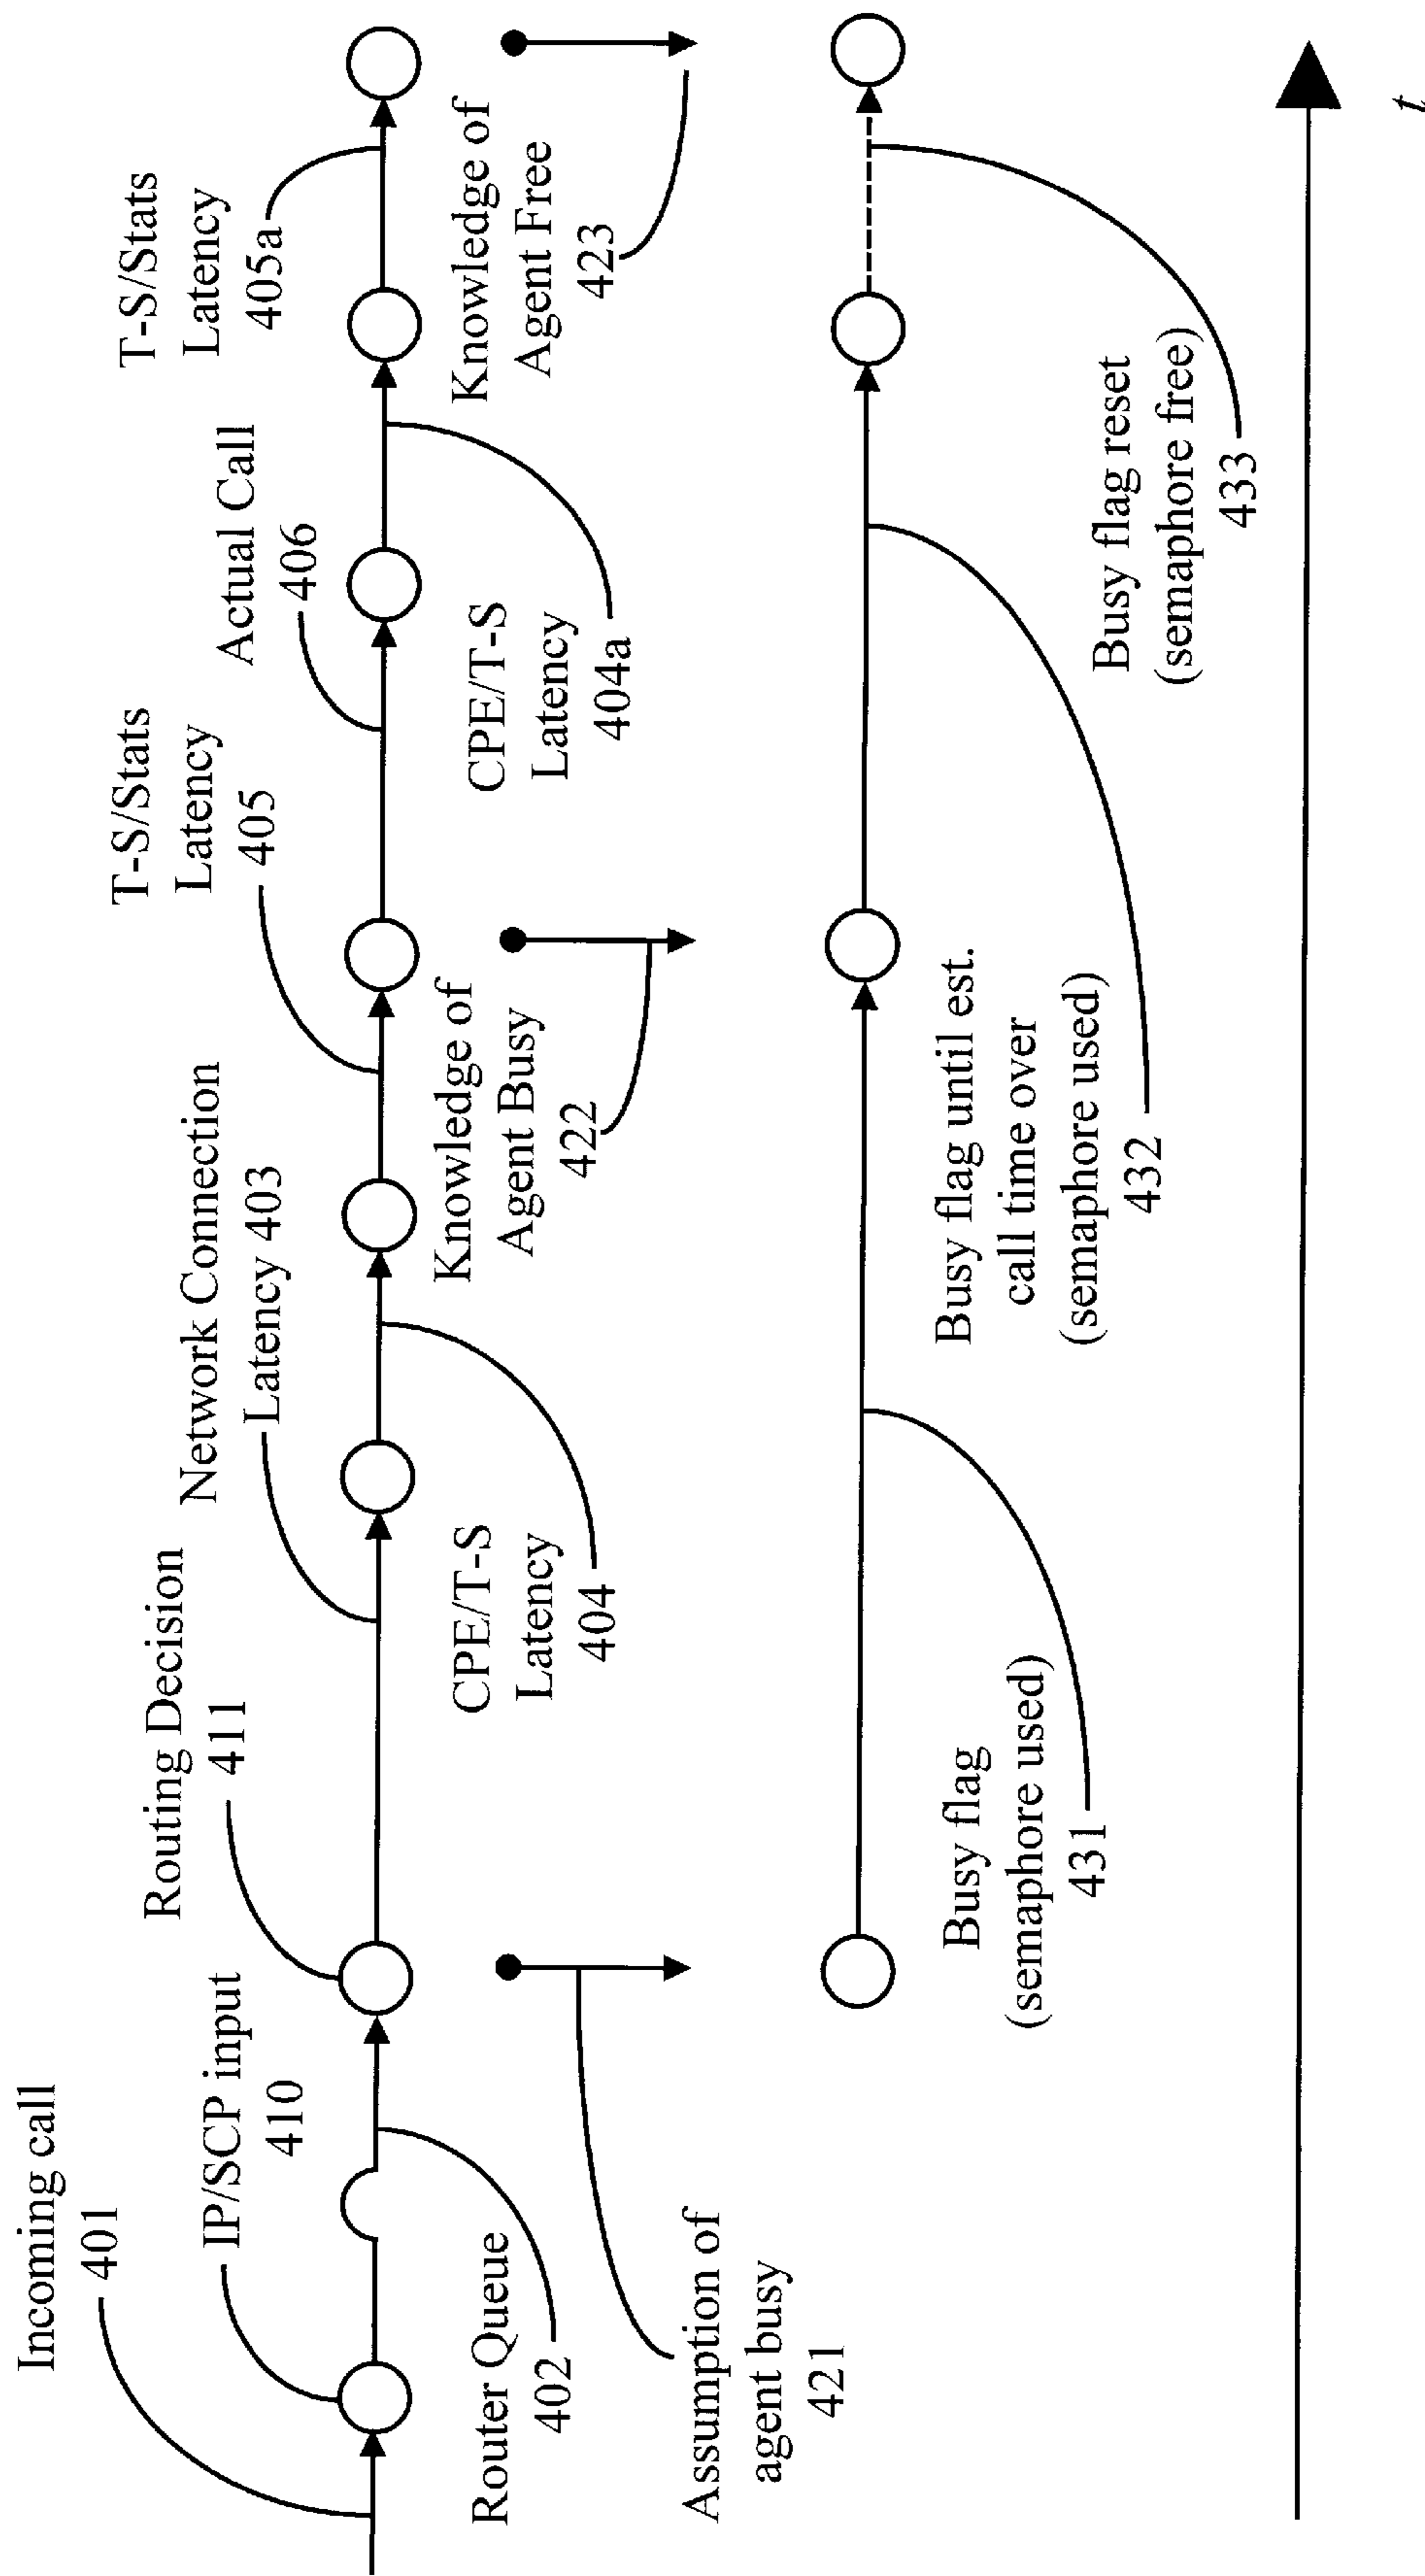 Incoming call
401
IP/SCP input
410
Routing Decision
411
Network Connection
Latency 403
T-S/Stats
Latency
405
Actual Call
406
T-S/Stats
Latency
405a
Router Queue
402
CPE/T-S
Latency
404
Knowledge of
Agent Busy
422
CPE/T-S
Latency
404a
Knowledge of
Agent Free
423
Assumption of
agent busy
421
Busy flag
(semaphore used)
431
Busy flag until est.
call time over
(semaphore used)
432
Busy flag reset
(semaphore free)
433
t